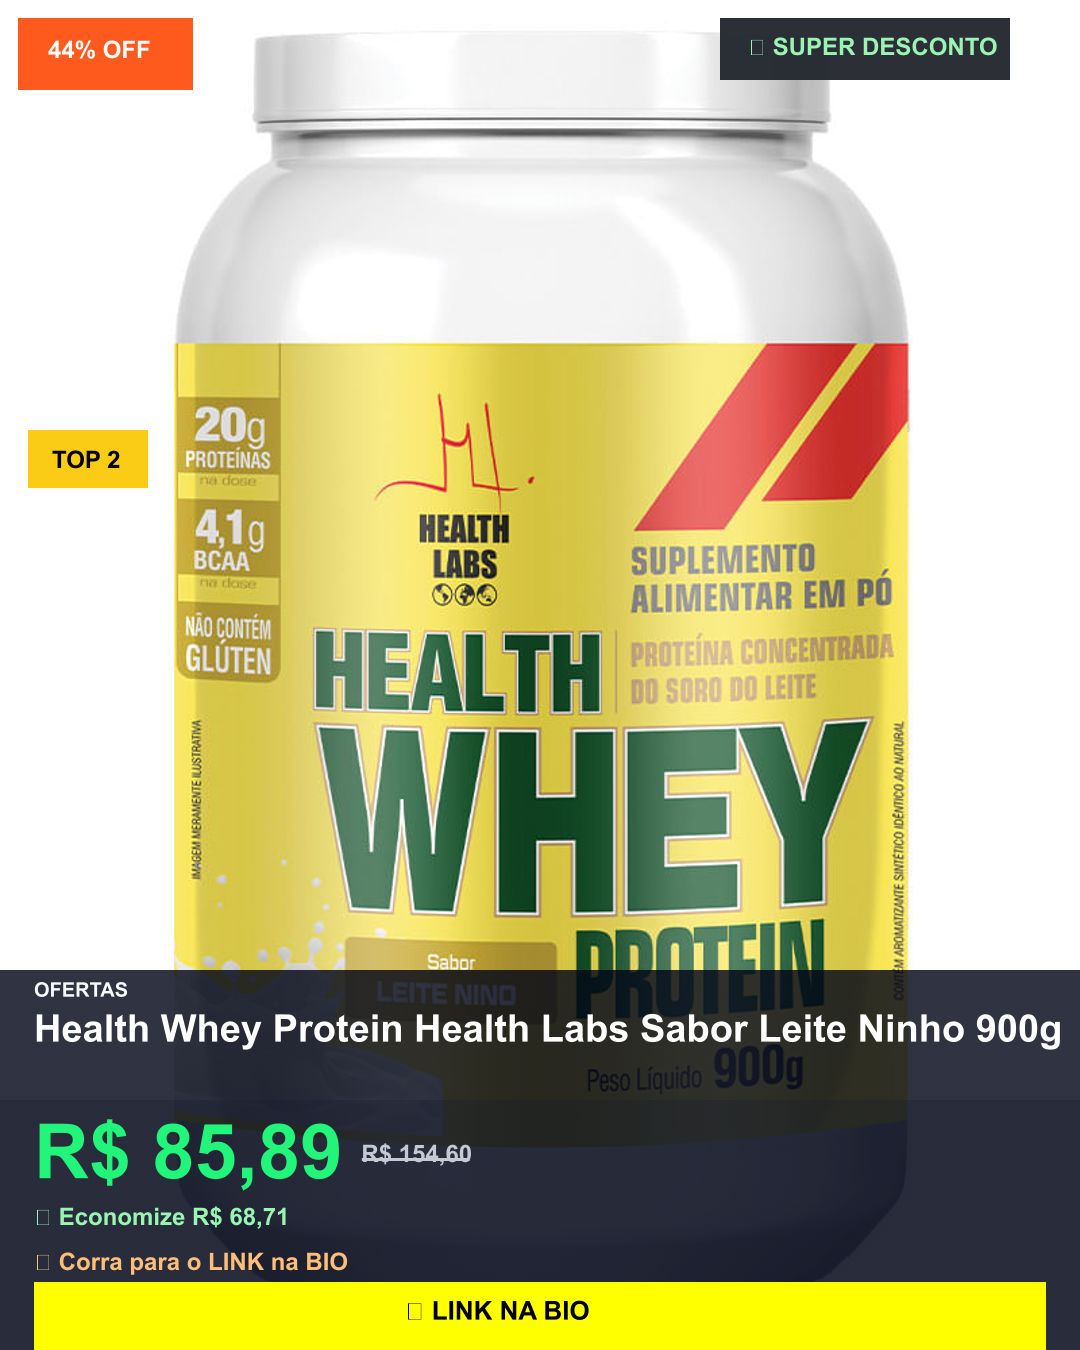 44% OFF
SUPER DESCONTO
TOP 2
20g
PROTEÍNAS
na dose
4,1g
BCAA
na dose
NÃO CONTÉM
GLÚTEN
IMAGEM MERAMENTE ILUSTRATIVA
HEALTH
LABS
SUPLEMENTO
ALIMENTAR EM PÓ
PROTEÍNA CONCENTRADA
DO SORO DO LEITE
HEALTH
WHEY
PROTEIN
CONTÉM AROMATIZANTE SINTÉTICO IDÊNTICO AO NATURAL
Sabor
LEITE NINO
Peso Líquido 900g
OFERTAS
Health Whey Protein Health Labs Sabor Leite Ninho 900g
R$ 85,89 R$ 154,60
Economize R$ 68,71
Corra para o LINK na BIO
LINK NA BIO